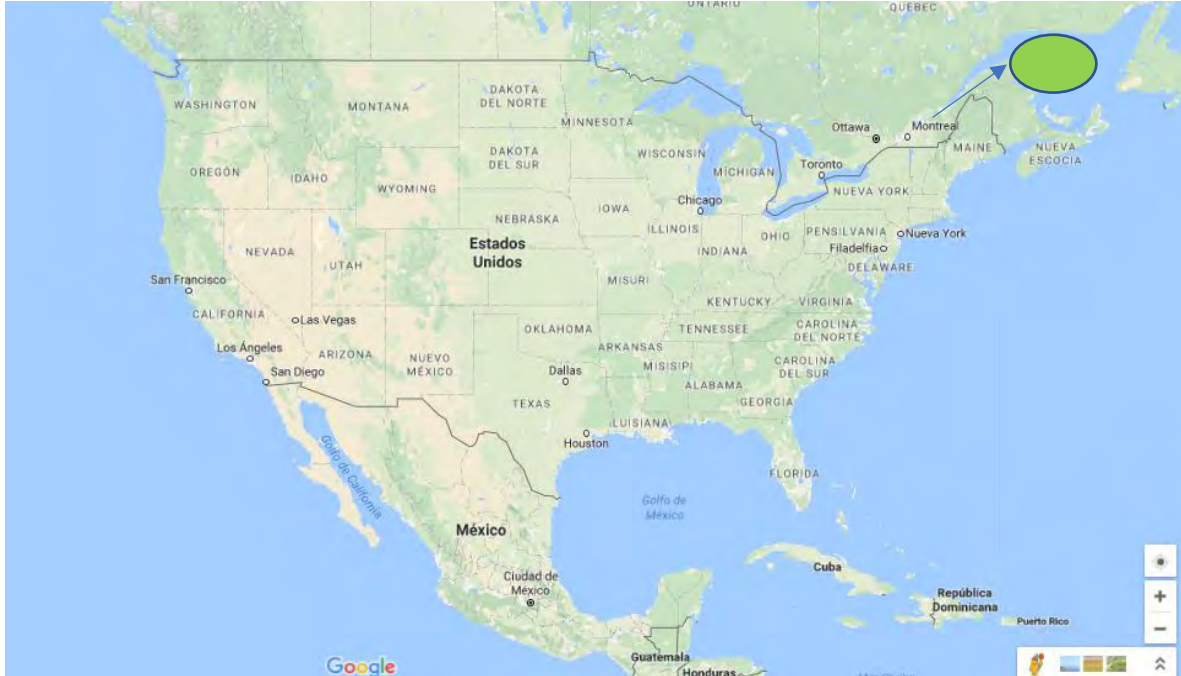 ONTARIO
QUEBEC
WASHINGTON
MONTANA
DAKOTA
DEL NORTE
MINNESOTA
Ottawa
Montreal
MAINE
NUEVA
ESCOCIA
OREGÓN
IDAHO
WYOMING
DAKOTA
DEL SUR
WISCONSIN
MÍCHIGAN
Toronto
NUEVA YORK
Chicago
IOWA
NEBRASKA
ILLINOIS
INDIANA
OHIO
PENSILVANIA
Nueva York
Filadelfia
DELAWARE
NEVADA
UTAH
Estados
Unidos
MISURI
San Francisco
KENTUCKY
VIRGINIA
CALIFORNIA
Las Vegas
OKLAHOMA
TENNESSEE
CAROLINA
DEL NORTE
Los Ángeles
ARIZONA
NUEVO
MÉXICO
ARKANSAS
MISISIPI
CAROLINA
DEL SUR
San Diego
Dallas
ALABAMA
GEORGIA
TEXAS
LUISIANA
Houston
Golfo de
California
FLORIDA
Golfo de
México
México
Cuba
Ciudad de
México
República
Dominicana
Puerto Rico
Guatemala
Honduras
Google